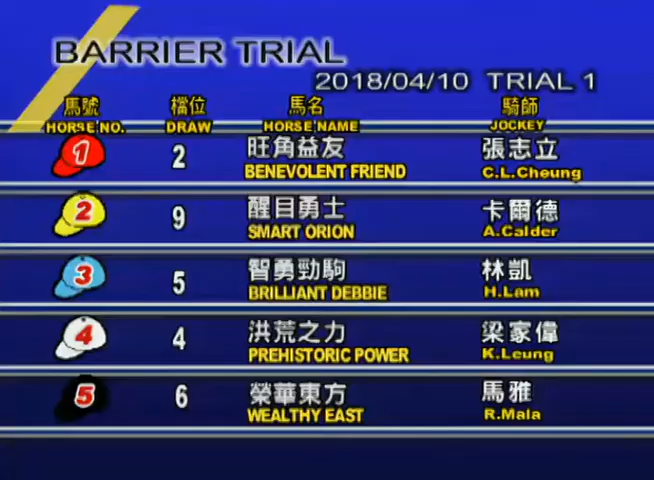 BARRIER TRIAL
2018/04/10 TRIAL 1
馬號 檔位 馬名 騎師
HORSE NO. DRAW HORSE NAME JOCKEY
1 2 旺角益友 張志立
BENEVOLENT FRIEND C.L.Cheung
2 9 醒目勇士 卡爾德
SMART ORION A.Calder
3 5 智勇勁駒 林凱
BRILLIANT DEBBIE H.Lam
4 4 洪荒之力 梁家偉
PREHISTORIC POWER K.Leung
5 6 榮華東方 馬雅
WEALTHY EAST R.Maia